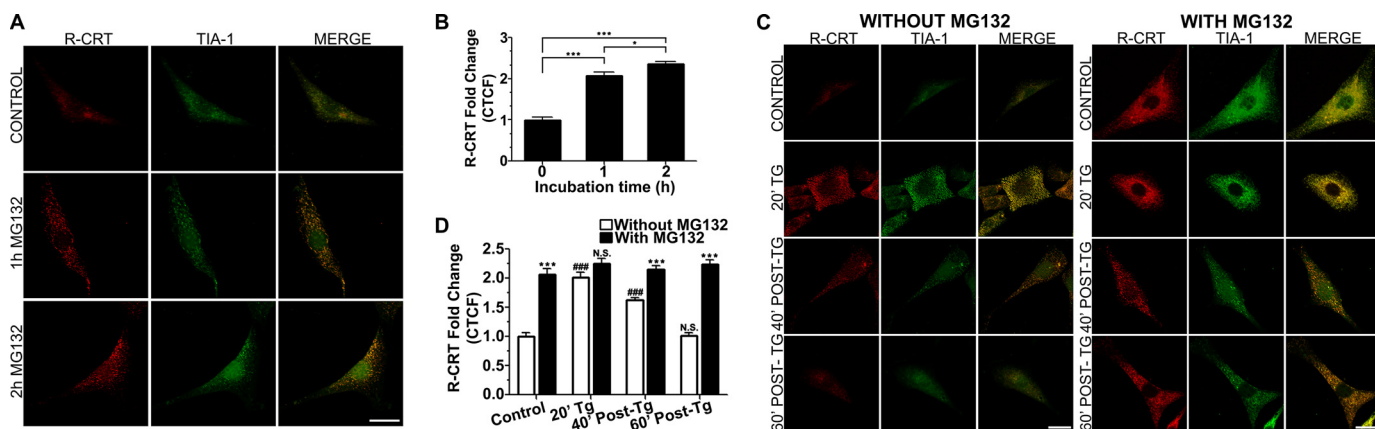 A
R-CRT TIA-1 MERGE
CONTROL
1h MG132
2h MG132
B
R-CRT Fold Change
(CTCF)
3
2
1
0
***
***
*
0 1 2
Incubation time (h)
D
Without MG132
With MG132
R-CRT Fold Change
(CTCF)
2.5
2.0
1.5
1.0
0.5
0.0
*** ### N.S. ### *** N.S. ***
Control 20' Tg 40' Post-Tg 60' Post-Tg
C
WITHOUT MG132 WITH MG132
R-CRT TIA-1 MERGE R-CRT TIA-1 MERGE
CONTROL CONTROL
20' TG 20' TG
40' POST-TG 40' POST-TG
60' POST- TG 60' POST- TG